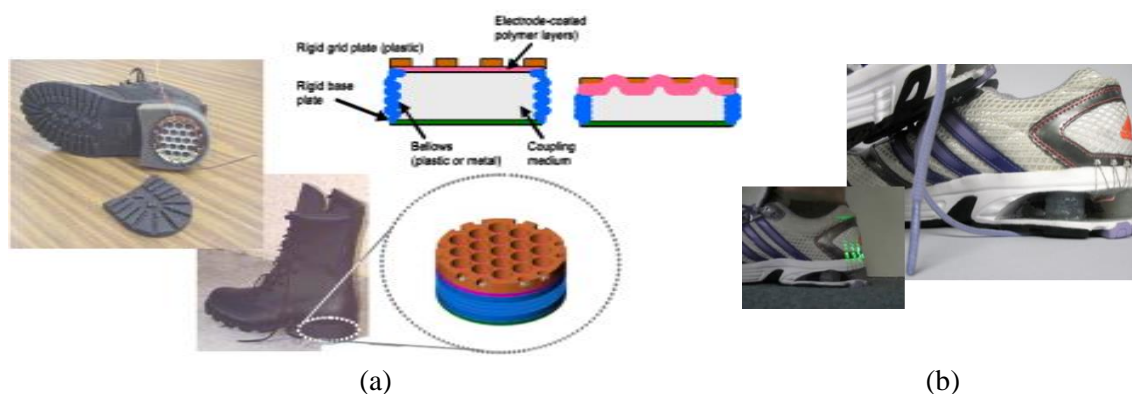 Electrode-coated
polymer layers)
Rigid grid plate (plastic)
Rigid base
plate
Bellows
(plastic or metal)
Coupling
medium
(a)
(b)